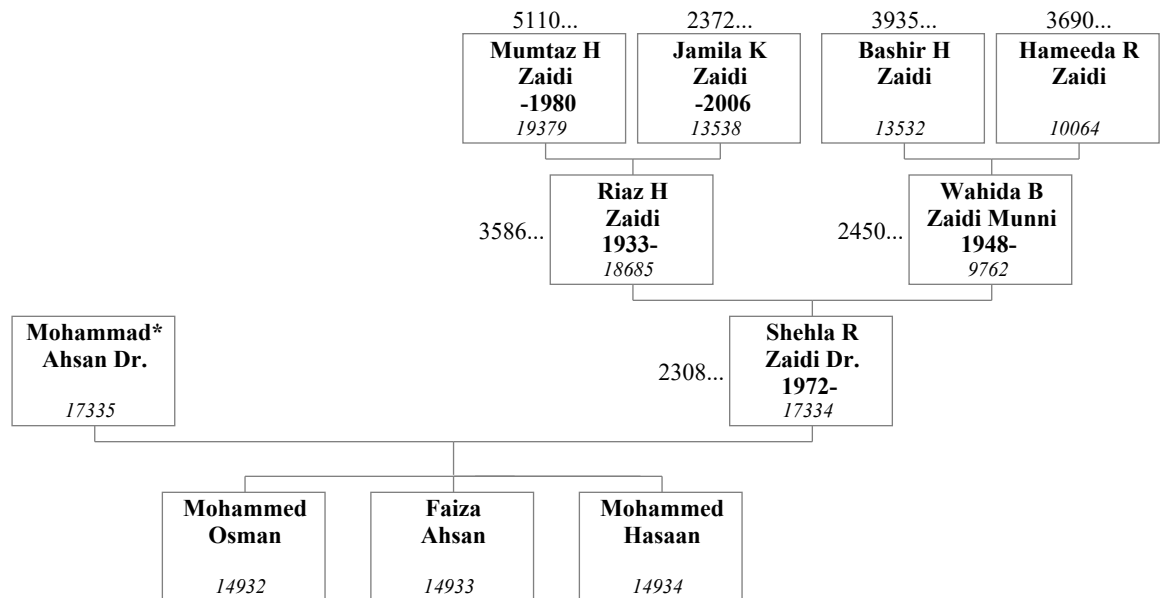 5110...
2372...
3935...
3690...
Mumtaz H
Zaidi
-1980
19379
Jamila K
Zaidi
-2006
13538
Bashir H
Zaidi
13532
Hameeda R
Zaidi
10064
3586...
Riaz H
Zaidi
1933-
18685
2450...
Wahida B
Zaidi Munni
1948-
9762
Mohammad*
Ahsan Dr.
17335
2308...
Shehla R
Zaidi Dr.
1972-
17334
Mohammed
Osman
14932
Faiza
Ahsan
14933
Mohammed
Hasaan
14934